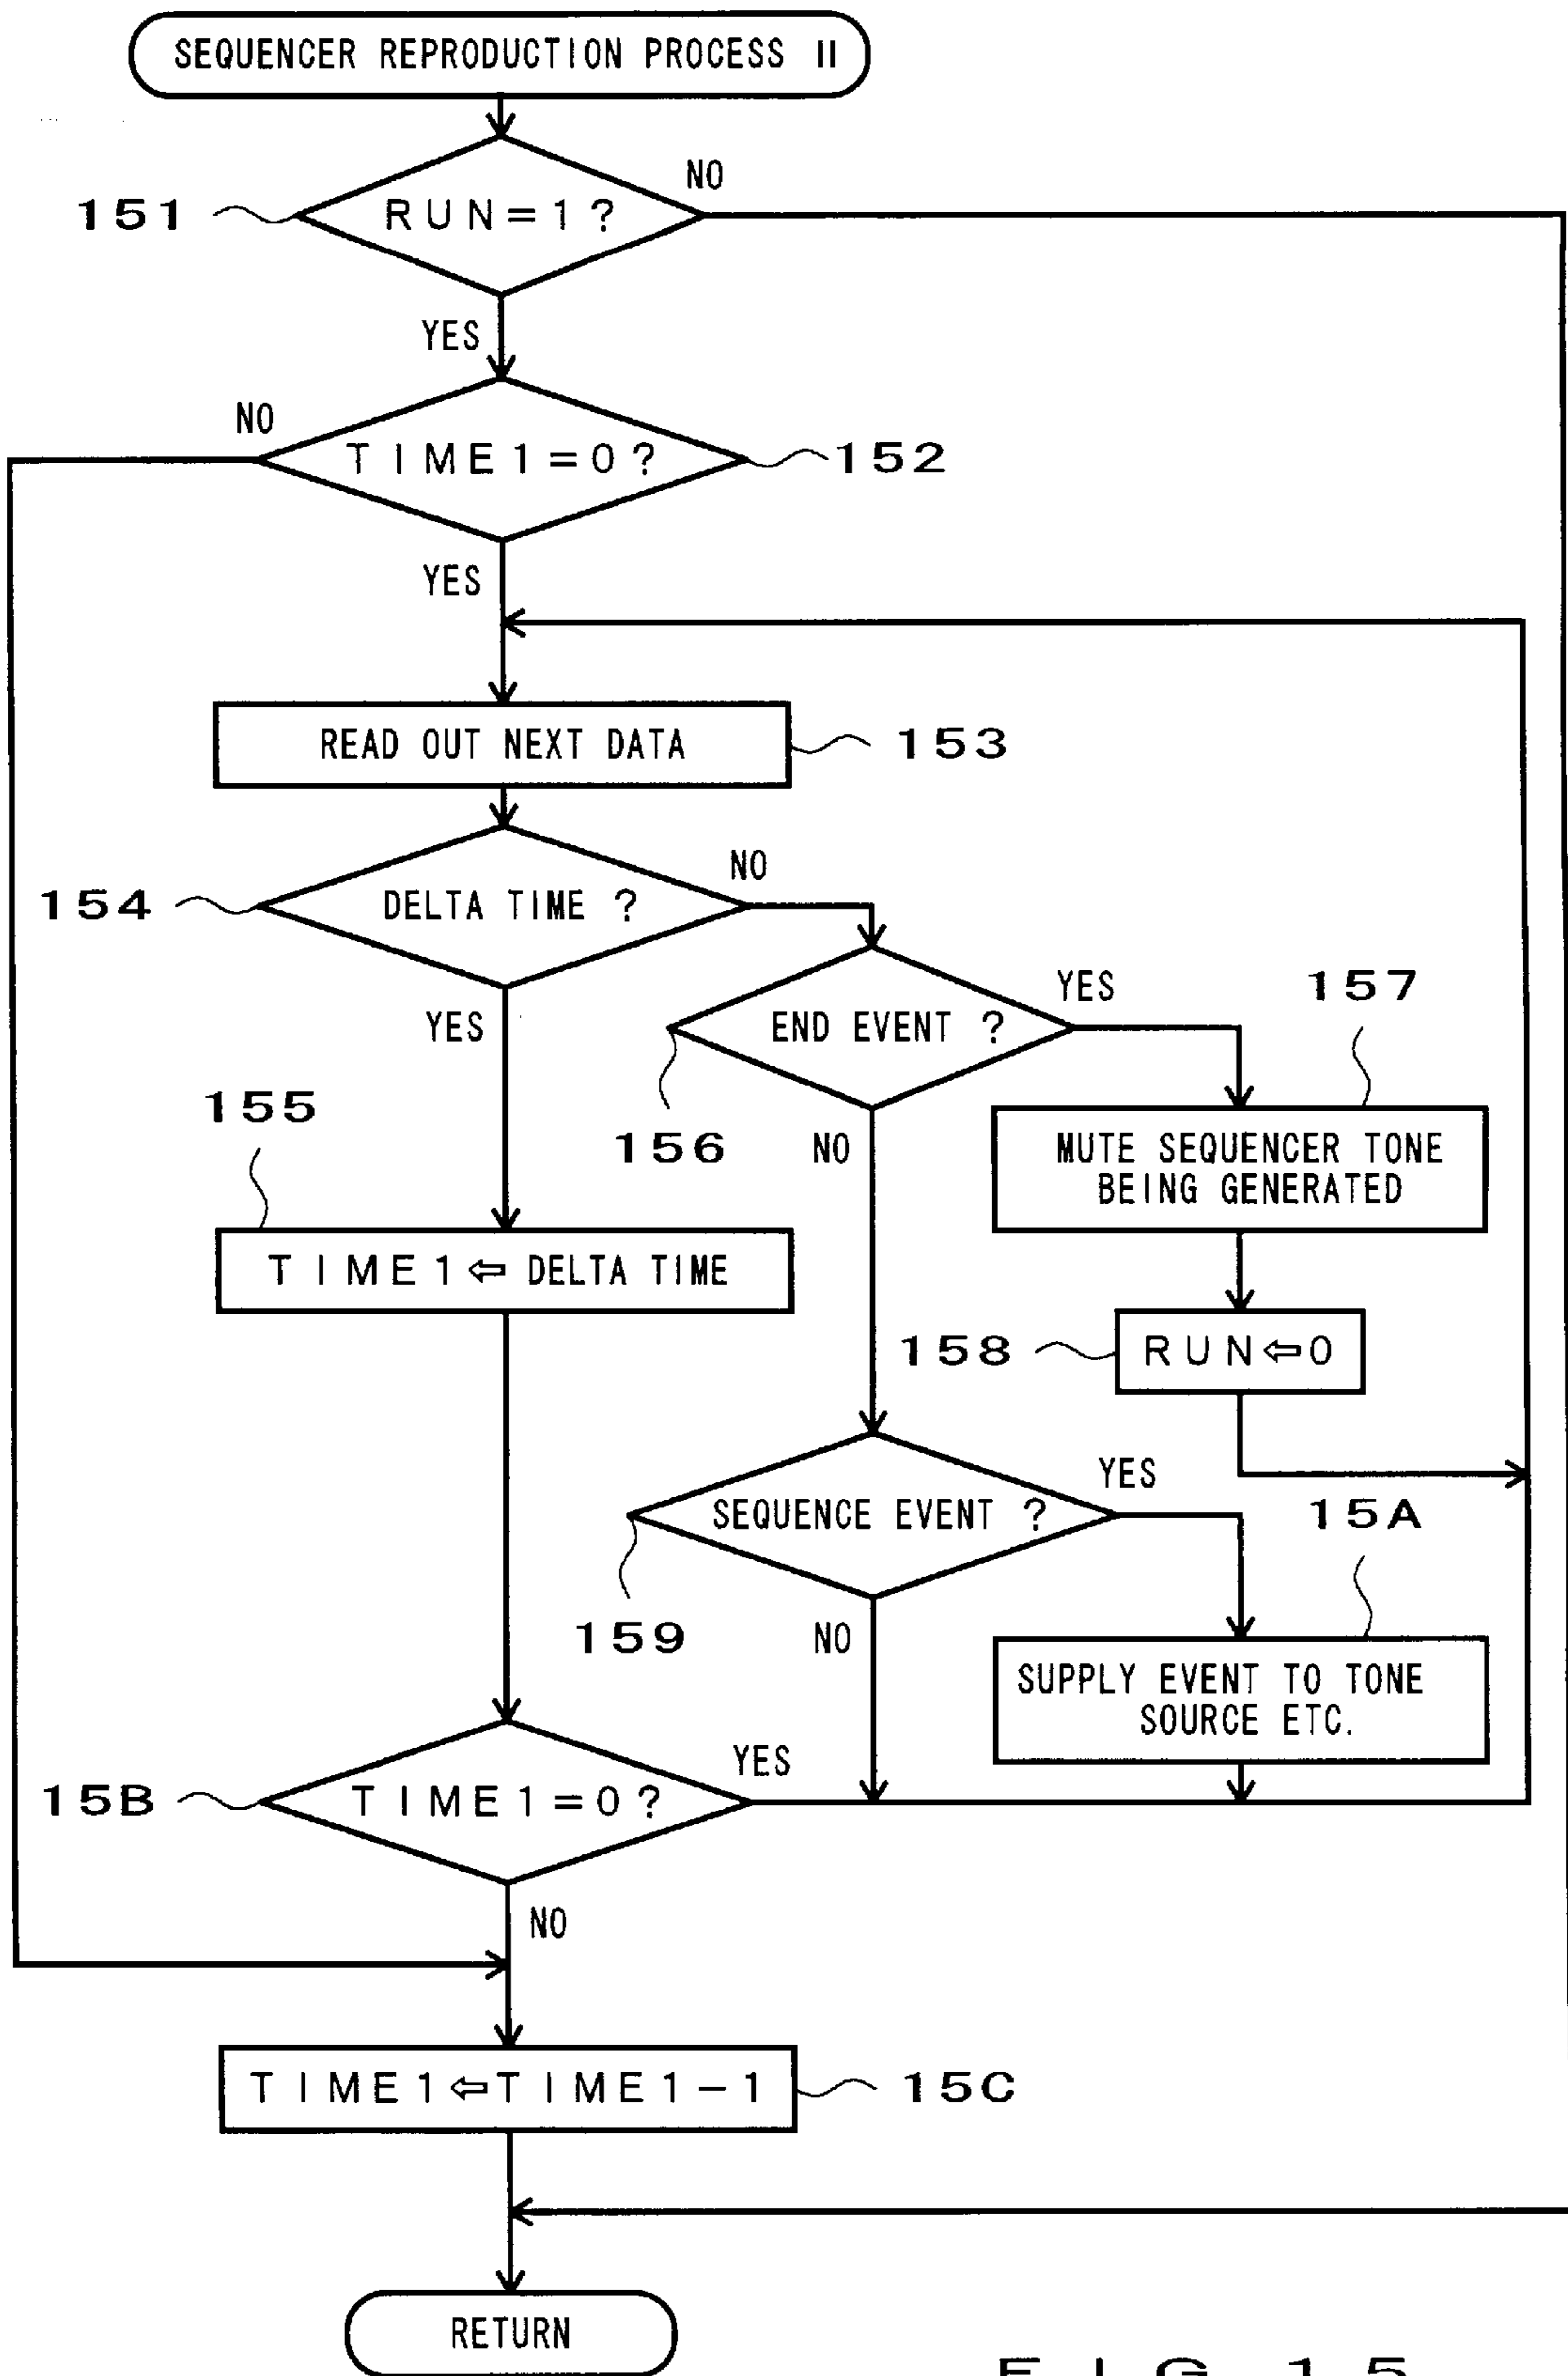 SEQUENCER REPRODUCTION PROCESS II
NO
151
RUN=1?
YES
NO
TIME1=0?
152
YES
READ OUT NEXT DATA
153
NO
154
DELTA TIME ?
YES
157
YES
END EVENT ?
155
156
NO
MUTE SEQUENCER TONE
BEING GENERATED
TIME1⇦ DELTA TIME
158
RUN⇦0
YES
SEQUENCE EVENT ?
15A
159
NO
SUPPLY EVENT TO TONE
SOURCE ETC.
YES
15B
TIME1=0?
NO
TIME1⇦TIME1-1
15C
RETURN
FIG. 15